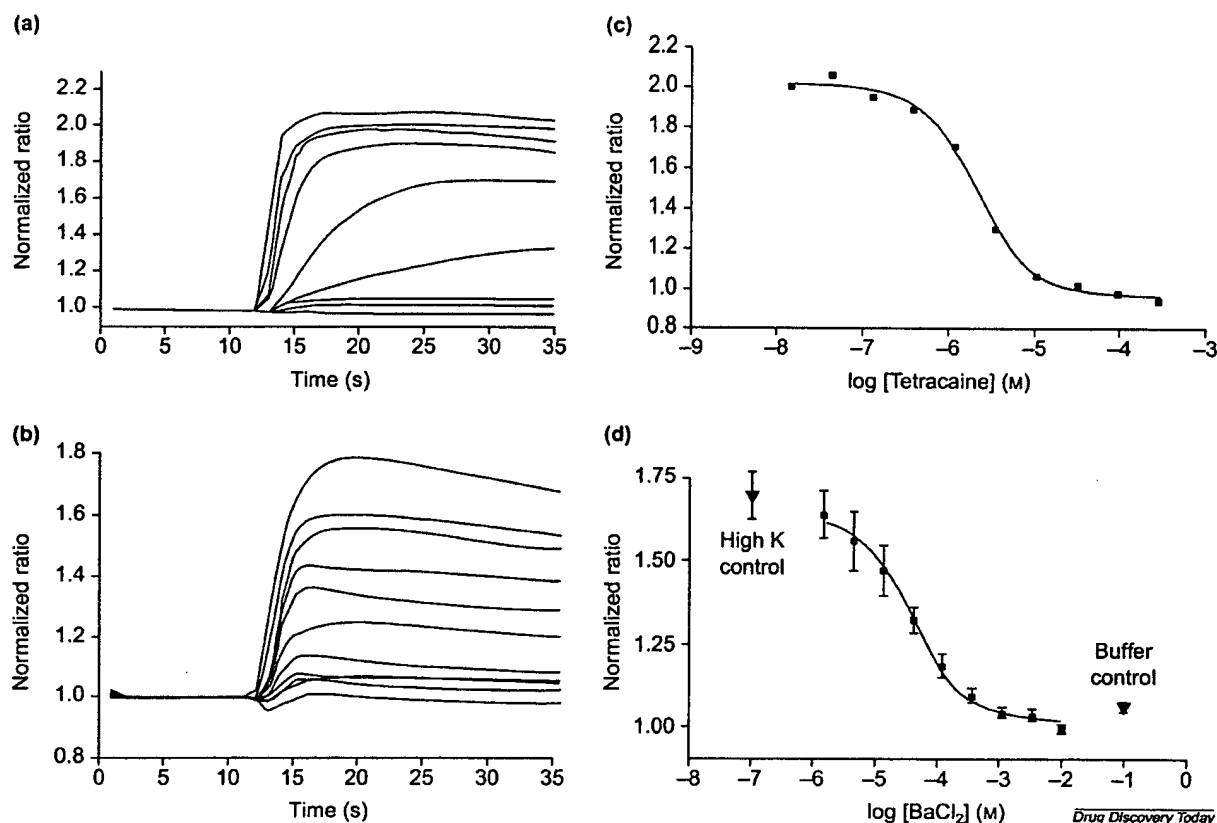 (a)
Normalized ratio
2.2
2.0
1.8
1.6
1.4
1.2
1.0
0 5 10 15 20 25 30 35
Time (s)
(b)
Normalized ratio
1.8
1.6
1.4
1.2
1.0
0.8
0 5 10 15 20 25 30 35
Time (s)
(c)
Normalized ratio
2.2
2.0
1.8
1.6
1.4
1.2
1.0
0.8
–9 –8 –7 –6 –5 –4 –3
log [Tetracaine] (M)
(d)
Normalized ratio
1.75
1.50
1.25
1.00
High K
control
Buffer
control
–8 –7 –6 –5 –4 –3 –2 –1 0
log [BaCl₂] (M)
Drug Discovery Today